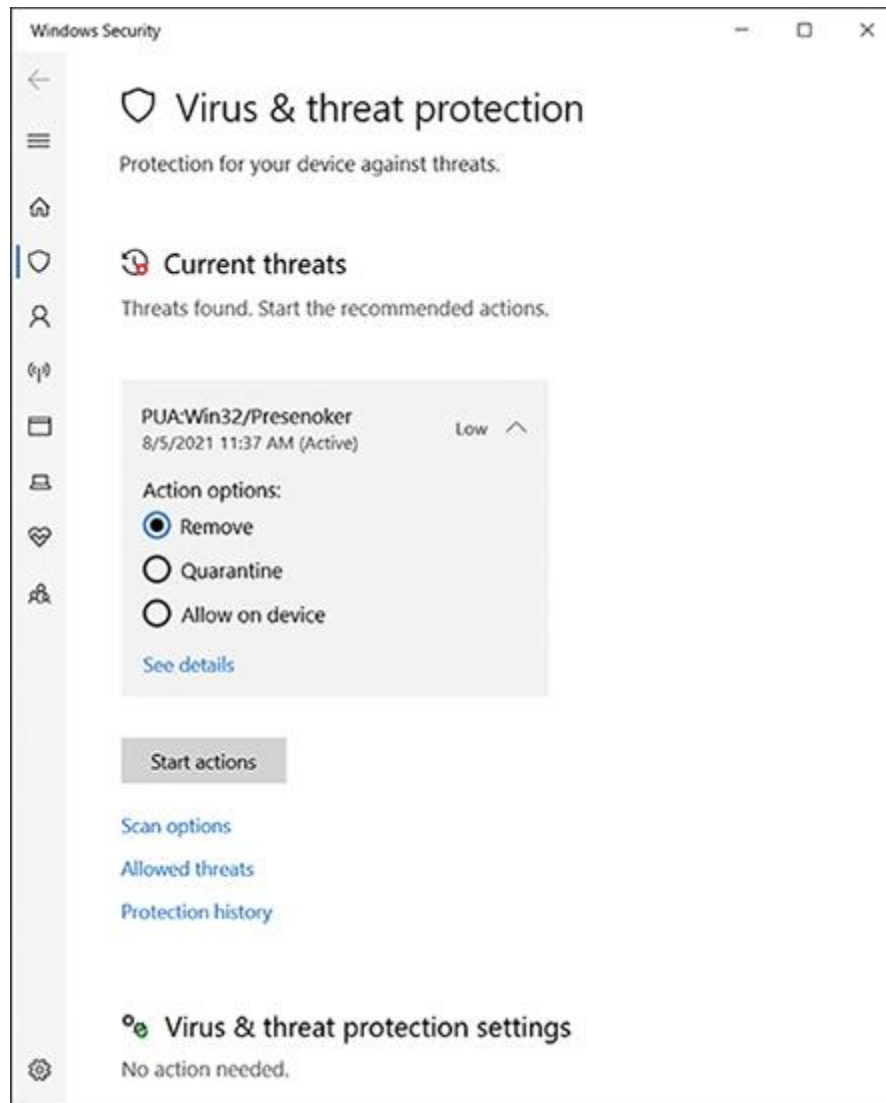 Windows Security
Virus & threat protection
Protection for your device against threats.
Current threats
Threats found. Start the recommended actions.
PUA:Win32/Presenoker
Low
8/5/2021 11:37 AM (Active)
Action options:
Remove
Quarantine
Allow on device
See details
Start actions
Scan options
Allowed threats
Protection history
Virus & threat protection settings
No action needed.